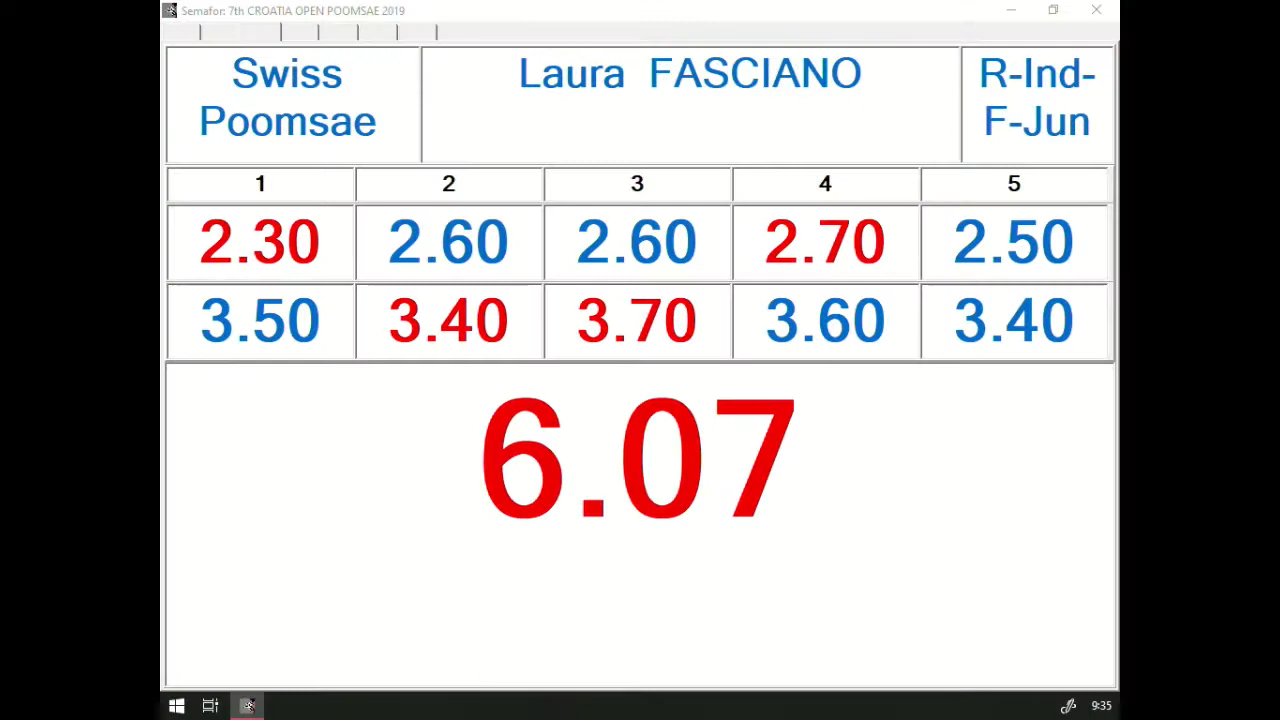 Semafor: 7th CROATIA OPEN POOMSAE 2019
Swiss
Poomsae
Laura FASCIANO
R-Ind-
F-Jun
1 2 3 4 5
2.30 2.60 2.60 2.70 2.50
3.50 3.40 3.70 3.60 3.40
6.07
9:35